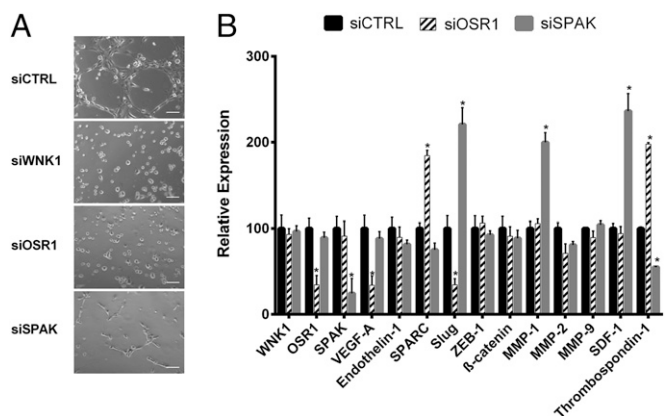 A
siCTRL
siWNK1
siOSR1
siSPAK
B
siCTRL siOSR1 siSPAK
Relative Expression
300
200
100
0
* * * * * * * * * * *
WNK1
OSR1
SPAK
VEGF-A
Endothelin-1
SPARC
Slug
ZEB-1
ß-catenin
MMP-1
MMP-2
MMP-9
SDF-1
Thrombospondin-1